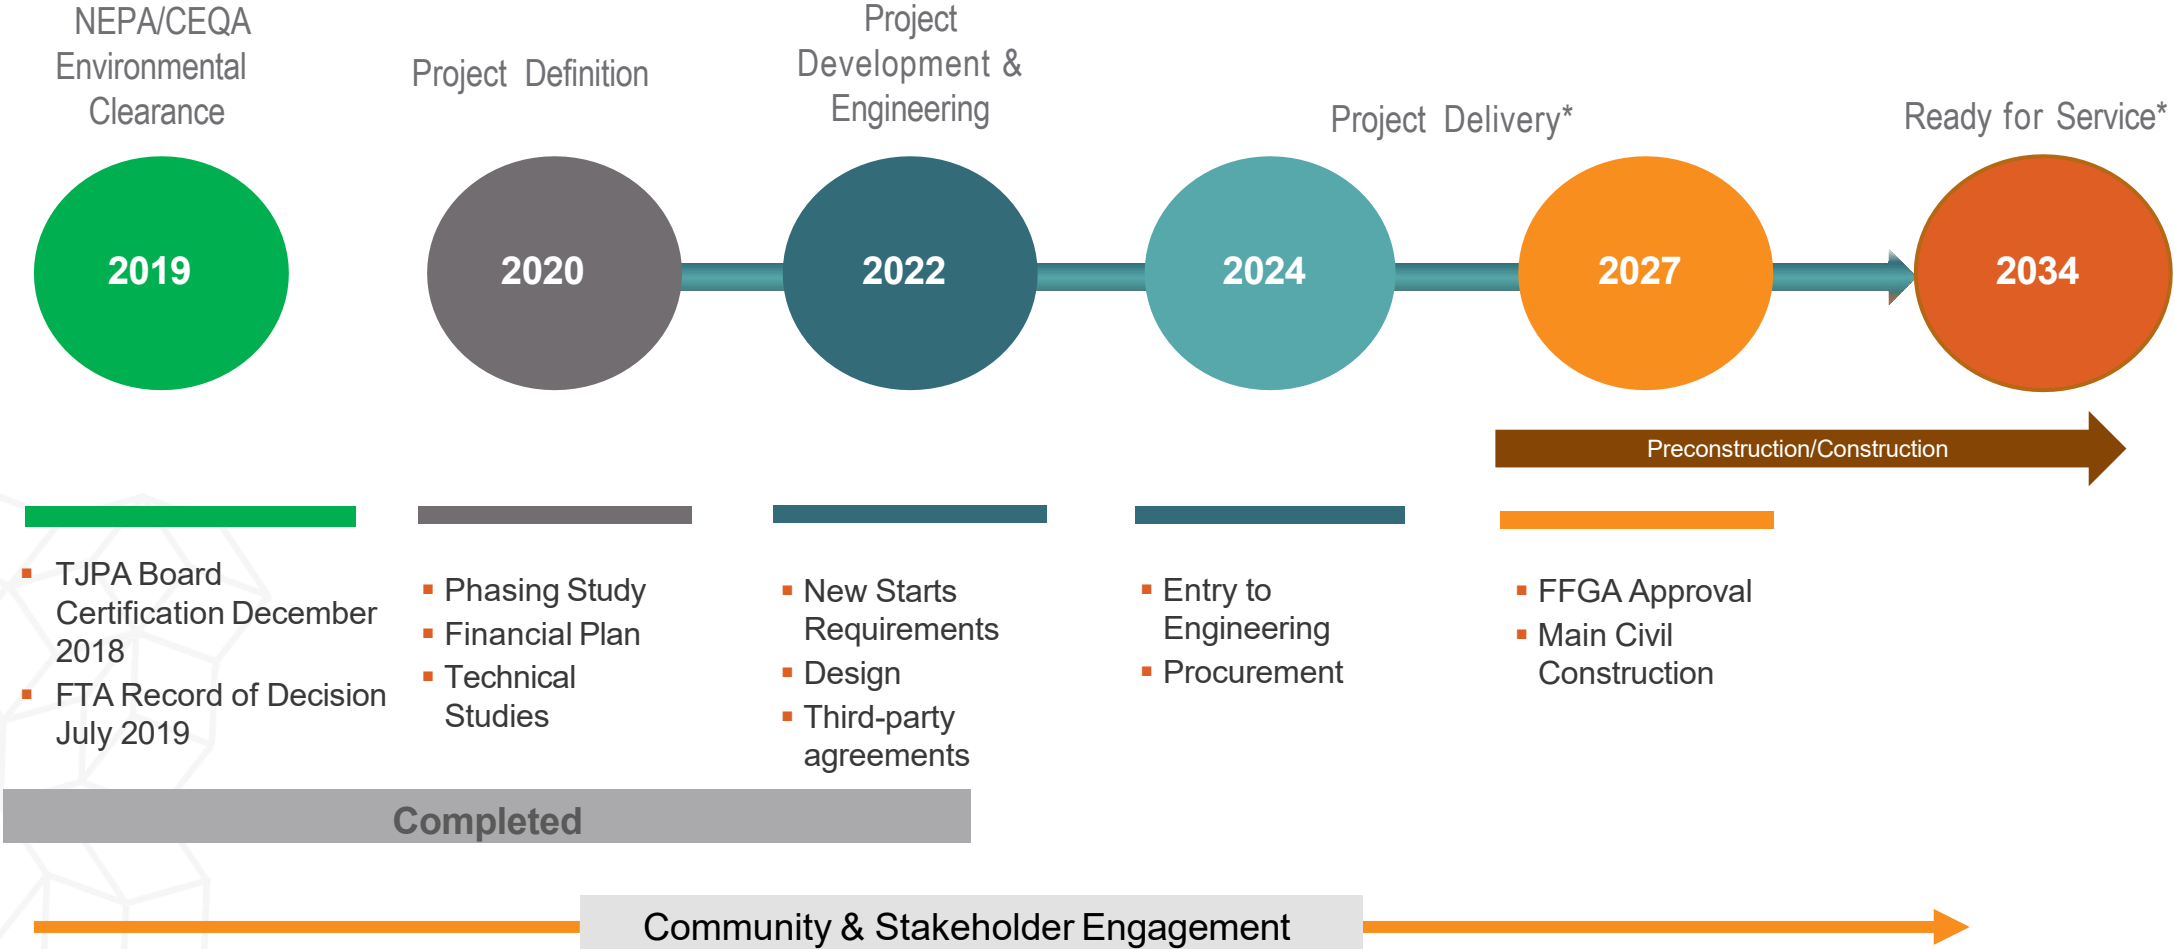 NEPA/CEQA
Environmental
Clearance
Project Definition
Project
Development &
Engineering
Project Delivery*
Ready for Service*
2019
2020
2022
2024
2027
2034
Preconstruction/Construction
▪ TJPA Board
Certification December
2018
▪ FTA Record of Decision
July 2019
▪ Phasing Study
▪ Financial Plan
▪ Technical
Studies
▪ New Starts
Requirements
▪ Design
▪ Third-party
agreements
▪ Entry to
Engineering
▪ Procurement
▪ FFGA Approval
▪ Main Civil
Construction
Completed
Community & Stakeholder Engagement